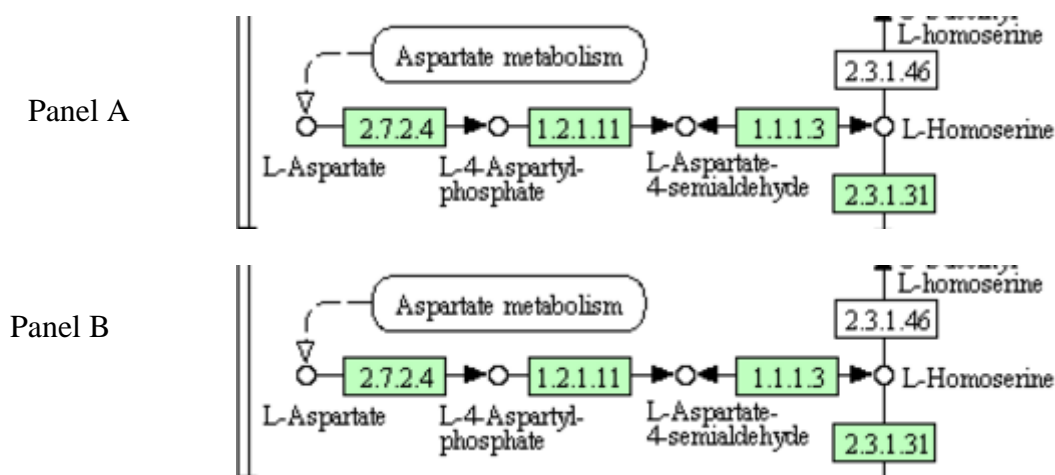 Panel A
Aspartate metabolism
L-homoserine
2.3.1.46
2.7.2.4
1.2.1.11
1.1.1.3
L-Homoserine
L-Aspartate
L-4-Aspartyl-
phosphate
L-Aspartate-
4-semialdehyde
2.3.1.31
Panel B
Aspartate metabolism
L-homoserine
2.3.1.46
2.7.2.4
1.2.1.11
1.1.1.3
L-Homoserine
L-Aspartate
L-4-Aspartyl-
phosphate
L-Aspartate-
4-semialdehyde
2.3.1.31